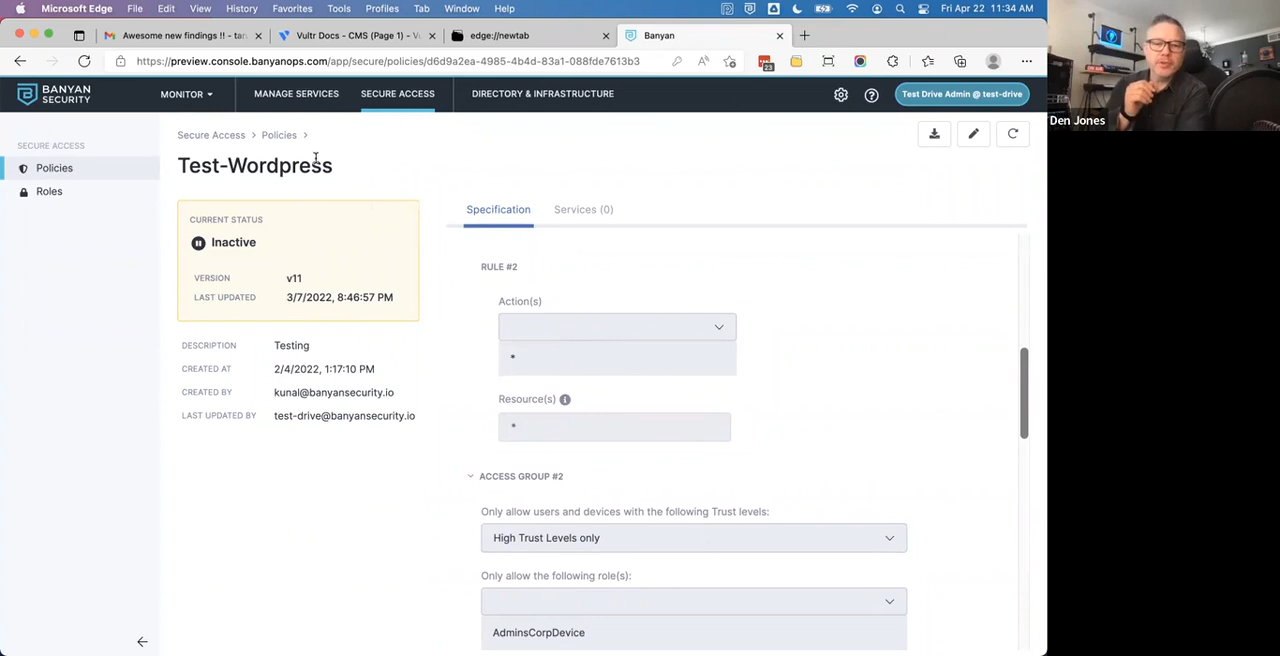 Microsoft Edge File Edit View History Favorites Tools Profiles Tab Window Help Fri Apr 22 11:34 AM
Awesome new findings !! - tan Vultr Docs - CMS (Page 1) - V edge://newtab Banyan
https://preview.console.banyanops.com/app/secure/policies/d6d9a2ea-4985-4b4d-83a1-088fde7613b3 23
BANYAN SECURITY
MONITOR MANAGE SERVICES SECURE ACCESS DIRECTORY & INFRASTRUCTURE Test Drive Admin @ test-drive
Den Jones
SECURE ACCESS
Policies
Roles
Secure Access > Policies >
Test-Wordpress
CURRENT STATUS
Inactive
VERSION v11
LAST UPDATED 3/7/2022, 8:46:57 PM
DESCRIPTION Testing
CREATED AT 2/4/2022, 1:17:10 PM
CREATED BY kunal@banyansecurity.io
LAST UPDATED BY test-drive@banyansecurity.io
Specification Services (0)
RULE #2
Action(s)
*
Resource(s)
*
ACCESS GROUP #2
Only allow users and devices with the following Trust levels:
High Trust Levels only
Only allow the following role(s):
AdminsCorpDevice